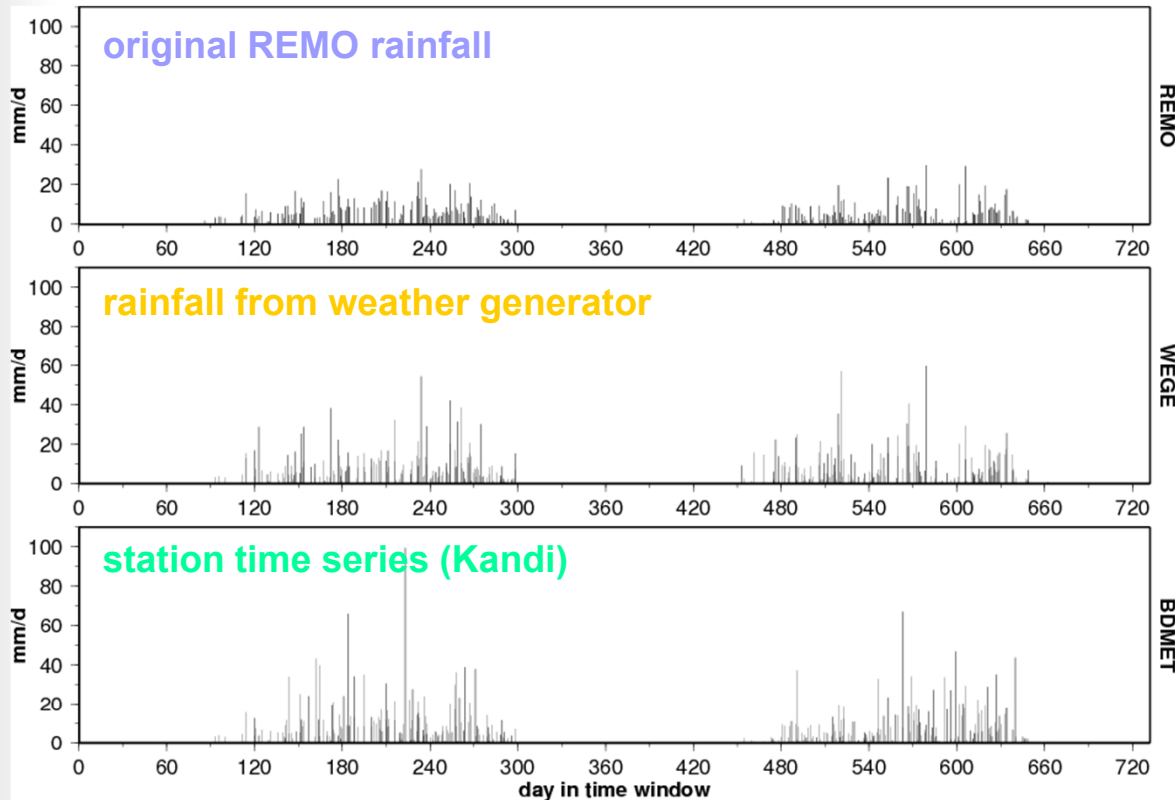 original REMO rainfall
100
80
60
40
20
0
mm/d
REMO
0 60 120 180 240 300 360 420 480 540 600 660 720
rainfall from weather generator
100
80
60
40
20
0
mm/d
WEGE
0 60 120 180 240 300 360 420 480 540 600 660 720
station time series (Kandi)
100
80
60
40
20
0
mm/d
BDMET
0 60 120 180 240 300 360 420 480 540 600 660 720
day in time window